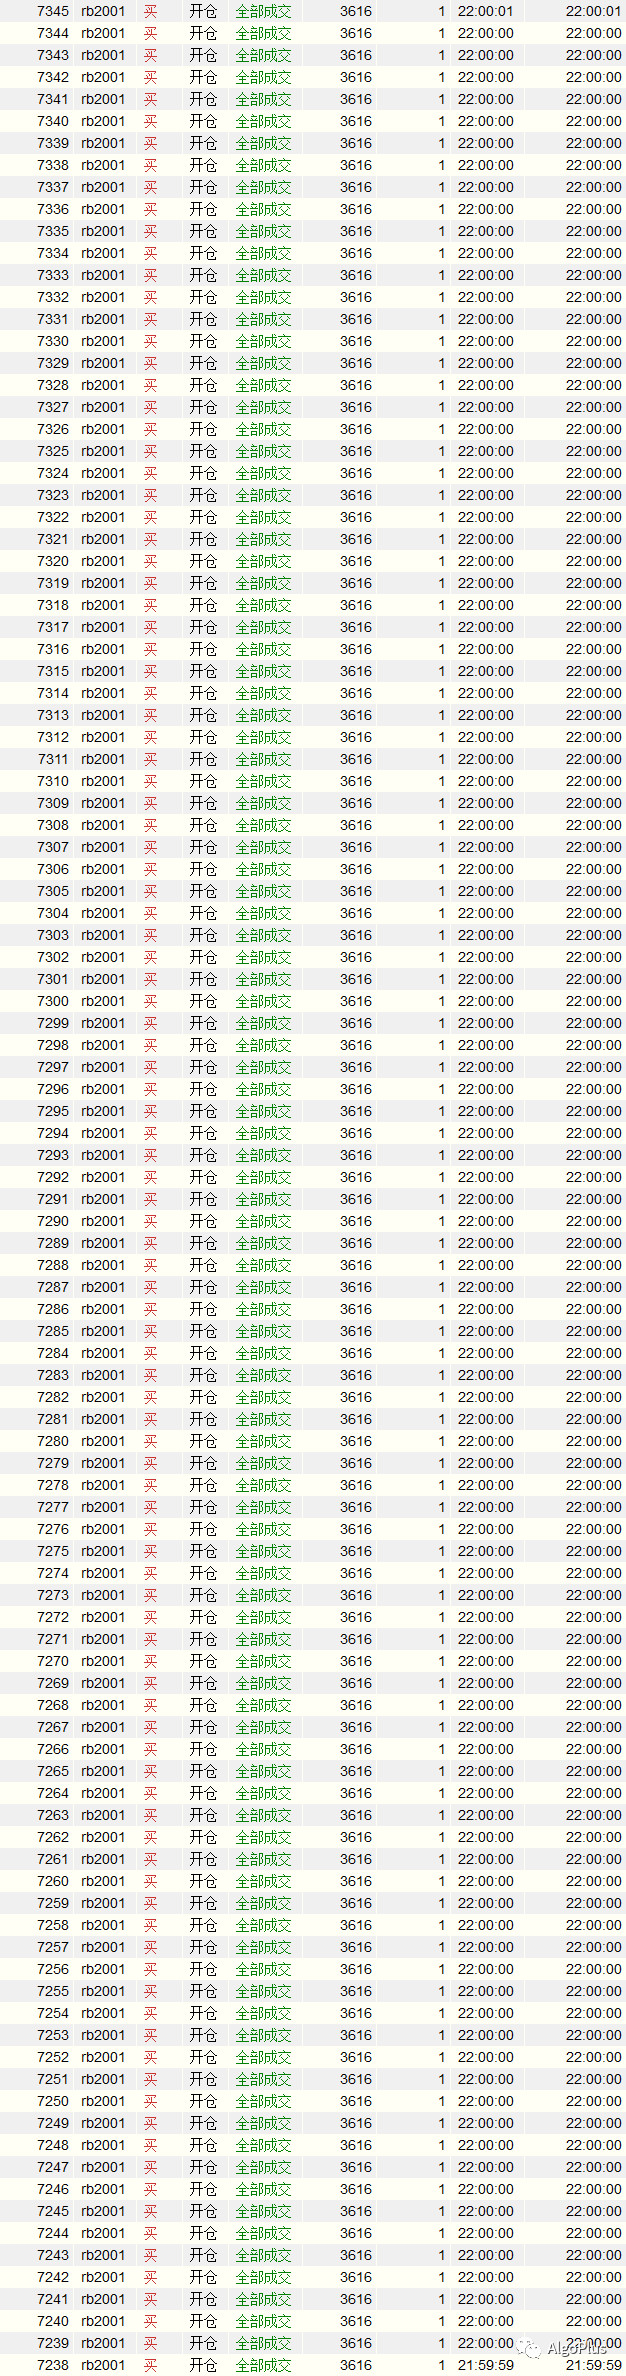 7345 rb2001 买 开仓 全部成交 3616 1 22:00:01 22:00:01
7344 rb2001 买 开仓 全部成交 3616 1 22:00:00 22:00:00
7343 rb2001 买 开仓 全部成交 3616 1 22:00:00 22:00:00
7342 rb2001 买 开仓 全部成交 3616 1 22:00:00 22:00:00
7341 rb2001 买 开仓 全部成交 3616 1 22:00:00 22:00:00
7340 rb2001 买 开仓 全部成交 3616 1 22:00:00 22:00:00
7339 rb2001 买 开仓 全部成交 3616 1 22:00:00 22:00:00
7338 rb2001 买 开仓 全部成交 3616 1 22:00:00 22:00:00
7337 rb2001 买 开仓 全部成交 3616 1 22:00:00 22:00:00
7336 rb2001 买 开仓 全部成交 3616 1 22:00:00 22:00:00
7335 rb2001 买 开仓 全部成交 3616 1 22:00:00 22:00:00
7334 rb2001 买 开仓 全部成交 3616 1 22:00:00 22:00:00
7333 rb2001 买 开仓 全部成交 3616 1 22:00:00 22:00:00
7332 rb2001 买 开仓 全部成交 3616 1 22:00:00 22:00:00
7331 rb2001 买 开仓 全部成交 3616 1 22:00:00 22:00:00
7330 rb2001 买 开仓 全部成交 3616 1 22:00:00 22:00:00
7329 rb2001 买 开仓 全部成交 3616 1 22:00:00 22:00:00
7328 rb2001 买 开仓 全部成交 3616 1 22:00:00 22:00:00
7327 rb2001 买 开仓 全部成交 3616 1 22:00:00 22:00:00
7326 rb2001 买 开仓 全部成交 3616 1 22:00:00 22:00:00
7325 rb2001 买 开仓 全部成交 3616 1 22:00:00 22:00:00
7324 rb2001 买 开仓 全部成交 3616 1 22:00:00 22:00:00
7323 rb2001 买 开仓 全部成交 3616 1 22:00:00 22:00:00
7322 rb2001 买 开仓 全部成交 3616 1 22:00:00 22:00:00
7321 rb2001 买 开仓 全部成交 3616 1 22:00:00 22:00:00
7320 rb2001 买 开仓 全部成交 3616 1 22:00:00 22:00:00
7319 rb2001 买 开仓 全部成交 3616 1 22:00:00 22:00:00
7318 rb2001 买 开仓 全部成交 3616 1 22:00:00 22:00:00
7317 rb2001 买 开仓 全部成交 3616 1 22:00:00 22:00:00
7316 rb2001 买 开仓 全部成交 3616 1 22:00:00 22:00:00
7315 rb2001 买 开仓 全部成交 3616 1 22:00:00 22:00:00
7314 rb2001 买 开仓 全部成交 3616 1 22:00:00 22:00:00
7313 rb2001 买 开仓 全部成交 3616 1 22:00:00 22:00:00
7312 rb2001 买 开仓 全部成交 3616 1 22:00:00 22:00:00
7311 rb2001 买 开仓 全部成交 3616 1 22:00:00 22:00:00
7310 rb2001 买 开仓 全部成交 3616 1 22:00:00 22:00:00
7309 rb2001 买 开仓 全部成交 3616 1 22:00:00 22:00:00
7308 rb2001 买 开仓 全部成交 3616 1 22:00:00 22:00:00
7307 rb2001 买 开仓 全部成交 3616 1 22:00:00 22:00:00
7306 rb2001 买 开仓 全部成交 3616 1 22:00:00 22:00:00
7305 rb2001 买 开仓 全部成交 3616 1 22:00:00 22:00:00
7304 rb2001 买 开仓 全部成交 3616 1 22:00:00 22:00:00
7303 rb2001 买 开仓 全部成交 3616 1 22:00:00 22:00:00
7302 rb2001 买 开仓 全部成交 3616 1 22:00:00 22:00:00
7301 rb2001 买 开仓 全部成交 3616 1 22:00:00 22:00:00
7300 rb2001 买 开仓 全部成交 3616 1 22:00:00 22:00:00
7299 rb2001 买 开仓 全部成交 3616 1 22:00:00 22:00:00
7298 rb2001 买 开仓 全部成交 3616 1 22:00:00 22:00:00
7297 rb2001 买 开仓 全部成交 3616 1 22:00:00 22:00:00
7296 rb2001 买 开仓 全部成交 3616 1 22:00:00 22:00:00
7295 rb2001 买 开仓 全部成交 3616 1 22:00:00 22:00:00
7294 rb2001 买 开仓 全部成交 3616 1 22:00:00 22:00:00
7293 rb2001 买 开仓 全部成交 3616 1 22:00:00 22:00:00
7292 rb2001 买 开仓 全部成交 3616 1 22:00:00 22:00:00
7291 rb2001 买 开仓 全部成交 3616 1 22:00:00 22:00:00
7290 rb2001 买 开仓 全部成交 3616 1 22:00:00 22:00:00
7289 rb2001 买 开仓 全部成交 3616 1 22:00:00 22:00:00
7288 rb2001 买 开仓 全部成交 3616 1 22:00:00 22:00:00
7287 rb2001 买 开仓 全部成交 3616 1 22:00:00 22:00:00
7286 rb2001 买 开仓 全部成交 3616 1 22:00:00 22:00:00
7285 rb2001 买 开仓 全部成交 3616 1 22:00:00 22:00:00
7284 rb2001 买 开仓 全部成交 3616 1 22:00:00 22:00:00
7283 rb2001 买 开仓 全部成交 3616 1 22:00:00 22:00:00
7282 rb2001 买 开仓 全部成交 3616 1 22:00:00 22:00:00
7281 rb2001 买 开仓 全部成交 3616 1 22:00:00 22:00:00
7280 rb2001 买 开仓 全部成交 3616 1 22:00:00 22:00:00
7279 rb2001 买 开仓 全部成交 3616 1 22:00:00 22:00:00
7278 rb2001 买 开仓 全部成交 3616 1 22:00:00 22:00:00
7277 rb2001 买 开仓 全部成交 3616 1 22:00:00 22:00:00
7276 rb2001 买 开仓 全部成交 3616 1 22:00:00 22:00:00
7275 rb2001 买 开仓 全部成交 3616 1 22:00:00 22:00:00
7274 rb2001 买 开仓 全部成交 3616 1 22:00:00 22:00:00
7273 rb2001 买 开仓 全部成交 3616 1 22:00:00 22:00:00
7272 rb2001 买 开仓 全部成交 3616 1 22:00:00 22:00:00
7271 rb2001 买 开仓 全部成交 3616 1 22:00:00 22:00:00
7270 rb2001 买 开仓 全部成交 3616 1 22:00:00 22:00:00
7269 rb2001 买 开仓 全部成交 3616 1 22:00:00 22:00:00
7268 rb2001 买 开仓 全部成交 3616 1 22:00:00 22:00:00
7267 rb2001 买 开仓 全部成交 3616 1 22:00:00 22:00:00
7266 rb2001 买 开仓 全部成交 3616 1 22:00:00 22:00:00
7265 rb2001 买 开仓 全部成交 3616 1 22:00:00 22:00:00
7264 rb2001 买 开仓 全部成交 3616 1 22:00:00 22:00:00
7263 rb2001 买 开仓 全部成交 3616 1 22:00:00 22:00:00
7262 rb2001 买 开仓 全部成交 3616 1 22:00:00 22:00:00
7261 rb2001 买 开仓 全部成交 3616 1 22:00:00 22:00:00
7260 rb2001 买 开仓 全部成交 3616 1 22:00:00 22:00:00
7259 rb2001 买 开仓 全部成交 3616 1 22:00:00 22:00:00
7258 rb2001 买 开仓 全部成交 3616 1 22:00:00 22:00:00
7257 rb2001 买 开仓 全部成交 3616 1 22:00:00 22:00:00
7256 rb2001 买 开仓 全部成交 3616 1 22:00:00 22:00:00
7255 rb2001 买 开仓 全部成交 3616 1 22:00:00 22:00:00
7254 rb2001 买 开仓 全部成交 3616 1 22:00:00 22:00:00
7253 rb2001 买 开仓 全部成交 3616 1 22:00:00 22:00:00
7252 rb2001 买 开仓 全部成交 3616 1 22:00:00 22:00:00
7251 rb2001 买 开仓 全部成交 3616 1 22:00:00 22:00:00
7250 rb2001 买 开仓 全部成交 3616 1 22:00:00 22:00:00
7249 rb2001 买 开仓 全部成交 3616 1 22:00:00 22:00:00
7248 rb2001 买 开仓 全部成交 3616 1 22:00:00 22:00:00
7247 rb2001 买 开仓 全部成交 3616 1 22:00:00 22:00:00
7246 rb2001 买 开仓 全部成交 3616 1 22:00:00 22:00:00
7245 rb2001 买 开仓 全部成交 3616 1 22:00:00 22:00:00
7244 rb2001 买 开仓 全部成交 3616 1 22:00:00 22:00:00
7243 rb2001 买 开仓 全部成交 3616 1 22:00:00 22:00:00
7242 rb2001 买 开仓 全部成交 3616 1 22:00:00 22:00:00
7241 rb2001 买 开仓 全部成交 3616 1 22:00:00 22:00:00
7240 rb2001 买 开仓 全部成交 3616 1 22:00:00 22:00:00
7239 rb2001 买 开仓 全部成交 3616 1 22:00:00 22:00:00
AlgoPlus
7238 rb2001 买 开仓 全部成交 3616 1 21:59:59 21:59:59